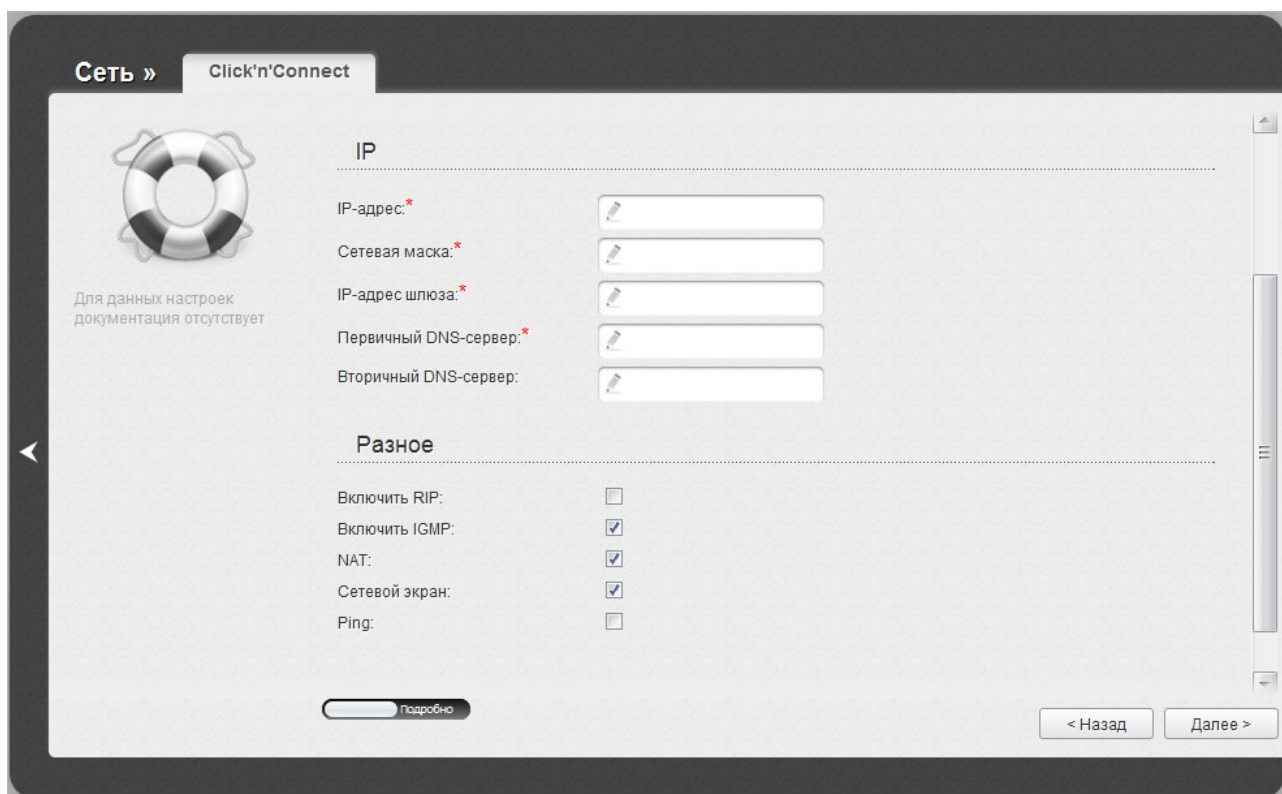 Сеть »
Click'n'Connect
Для данных настроек
документация отсутствует
IP
IP-адрес:*
Сетевая маска:*
IP-адрес шлюза:*
Первичный DNS-сервер:*
Вторичный DNS-сервер:
Разное
Включить RIP:
Включить IGMP:
NAT:
Сетевой экран:
Ping:
Подробно
< Назад
Далее >